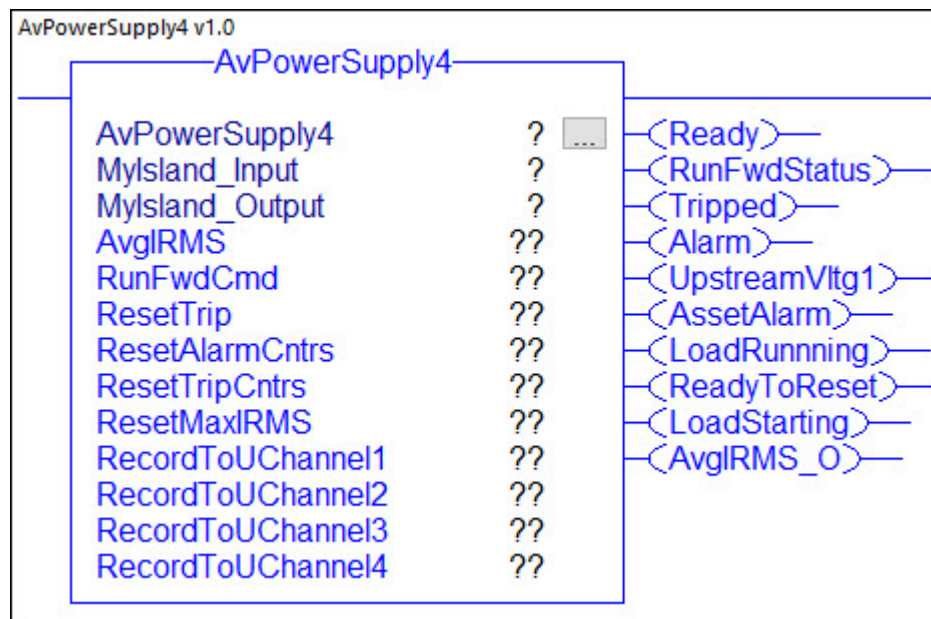 AvPowerSupply4 v1.0
AvPowerSupply4
AvPowerSupply4 ? ... Ready
MyIsland_Input ? RunFwdStatus
MyIsland_Output ? Tripped
AvgIRMS ?? Alarm
RunFwdCmd ?? UpstreamVltg1
ResetTrip ?? AssetAlarm
ResetAlarmCntrs ?? LoadRunnning
ResetTripCntrs ?? ReadyToReset
ResetMaxIRMS ?? LoadStarting
RecordToUChannel1 ?? AvgIRMS_O
RecordToUChannel2 ??
RecordToUChannel3 ??
RecordToUChannel4 ??